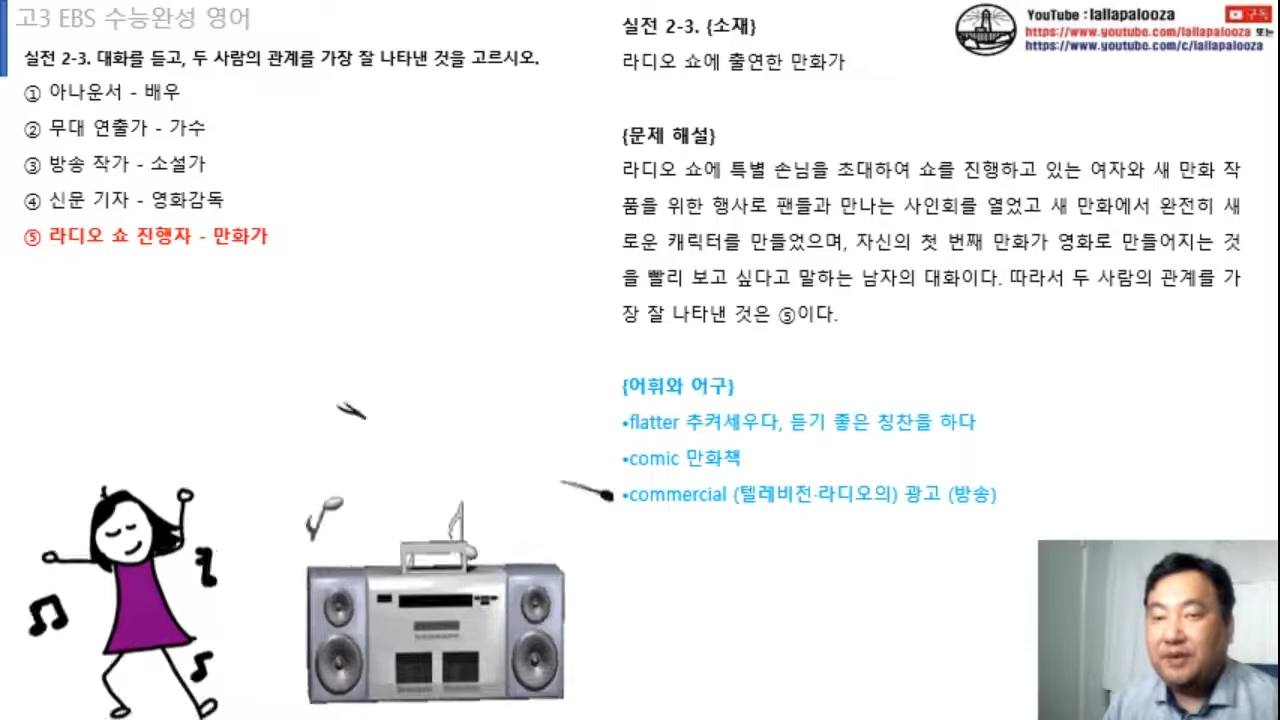 고3 EBS 수능완성 영어
실전 2-3. 대화를 듣고, 두 사람의 관계를 가장 잘 나타낸 것을 고르시오.
① 아나운서 - 배우
② 무대 연출가 - 가수
③ 방송 작가 - 소설가
④ 신문 기자 - 영화감독
⑤ 라디오 쇼 진행자 - 만화가
실전 2-3. {소재}
라디오 쇼에 출연한 만화가
{문제 해설}
라디오 쇼에 특별 손님을 초대하여 쇼를 진행하고 있는 여자와 새 만화 작
품을 위한 행사로 팬들과 만나는 사인회를 열었고 새 만화에서 완전히 새
로운 캐릭터를 만들었으며, 자신의 첫 번째 만화가 영화로 만들어지는 것
을 빨리 보고 싶다고 말하는 남자의 대화이다. 따라서 두 사람의 관계를 가
장 잘 나타낸 것은 ⑤이다.
{어휘와 어구}
•flatter 추켜세우다, 듣기 좋은 칭찬을 하다
•comic 만화책
•commercial (텔레비전·라디오의) 광고 (방송)
YouTube : lallapalooza
구독
https://www.youtube.com/lallapalooza 또는
https://www.youtube.com/c/lallapalooza